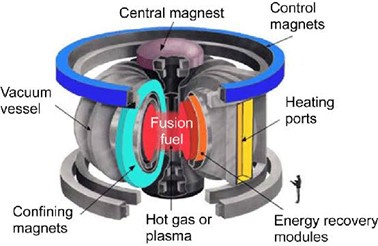 Central magnest
Control
magnets
Vacuum
vessel
Heating
ports
Fusion
fuel
Confining
magnets
Hot gas or
plasma
Energy recovery
modules